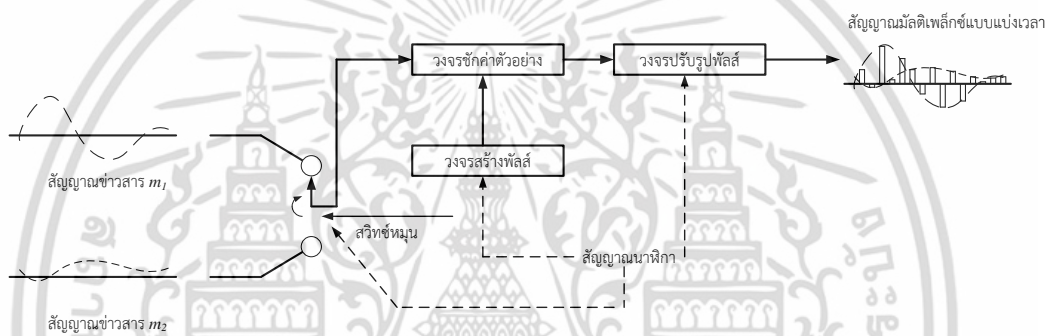 สัญญาณมัลติเพล็กซ์แบบแบ่งเวลา
วงจรชักค่าตัวอย่าง
วงจรปรับรูปพัลส์
วงจรสร้างพัลส์
สัญญาณข่าวสาร m1
สวิทช์หมุน
สัญญาณนาฬิกา
สัญญาณข่าวสาร m2